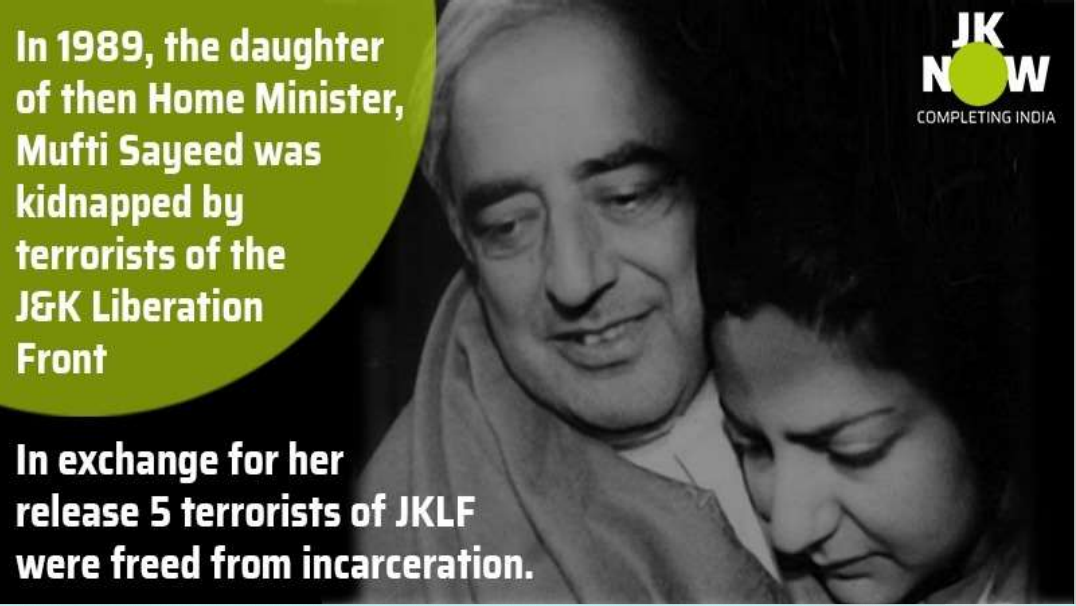 In 1989, the daughter
of then Home Minister,
Mufti Sayeed was
kidnapped by
terrorists of the
J&K Liberation
Front
In exchange for her
release 5 terrorists of JKLF
were freed from incarceration.
JK
NOW
COMPLETING INDIA